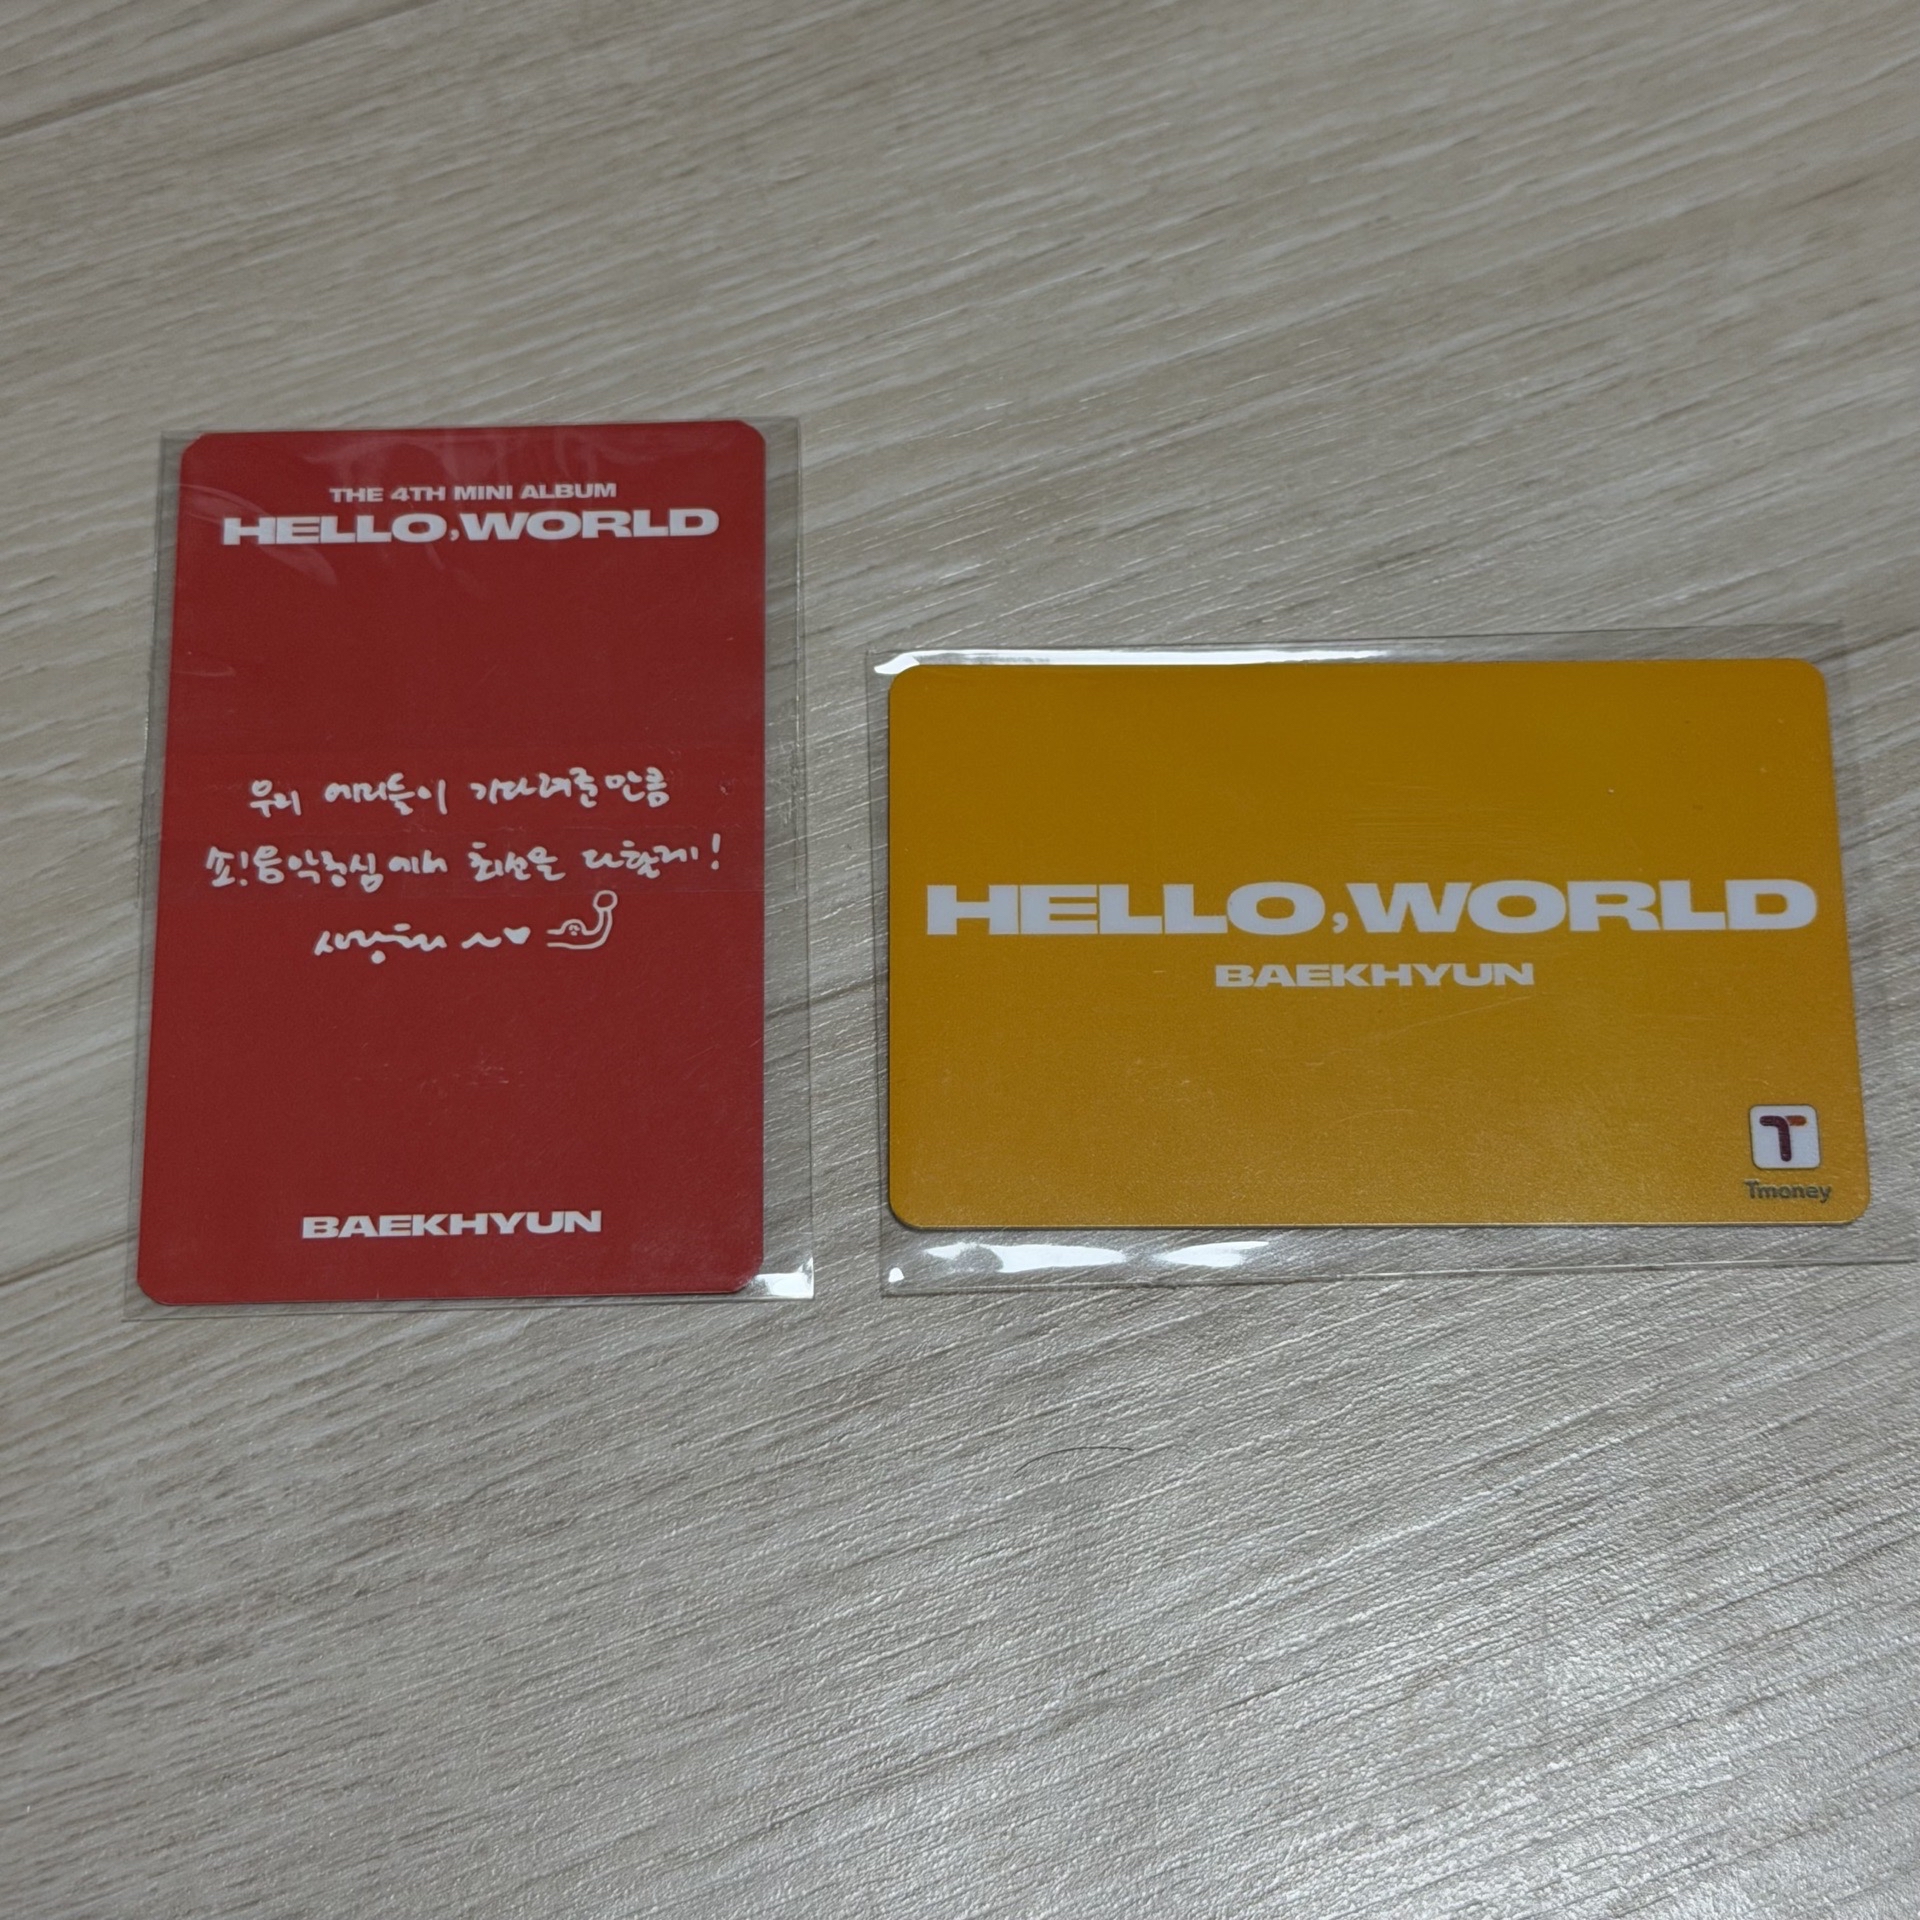 THE 4TH MINI ALBUM
HELLO,WORLD
우리 에리들이 기다려준만큼
쇼!음악중심에서 최선을 다할게!
사랑해 ~♥
BAEKHYUN
HELLO,WORLD
BAEKHYUN
T
Tmoney